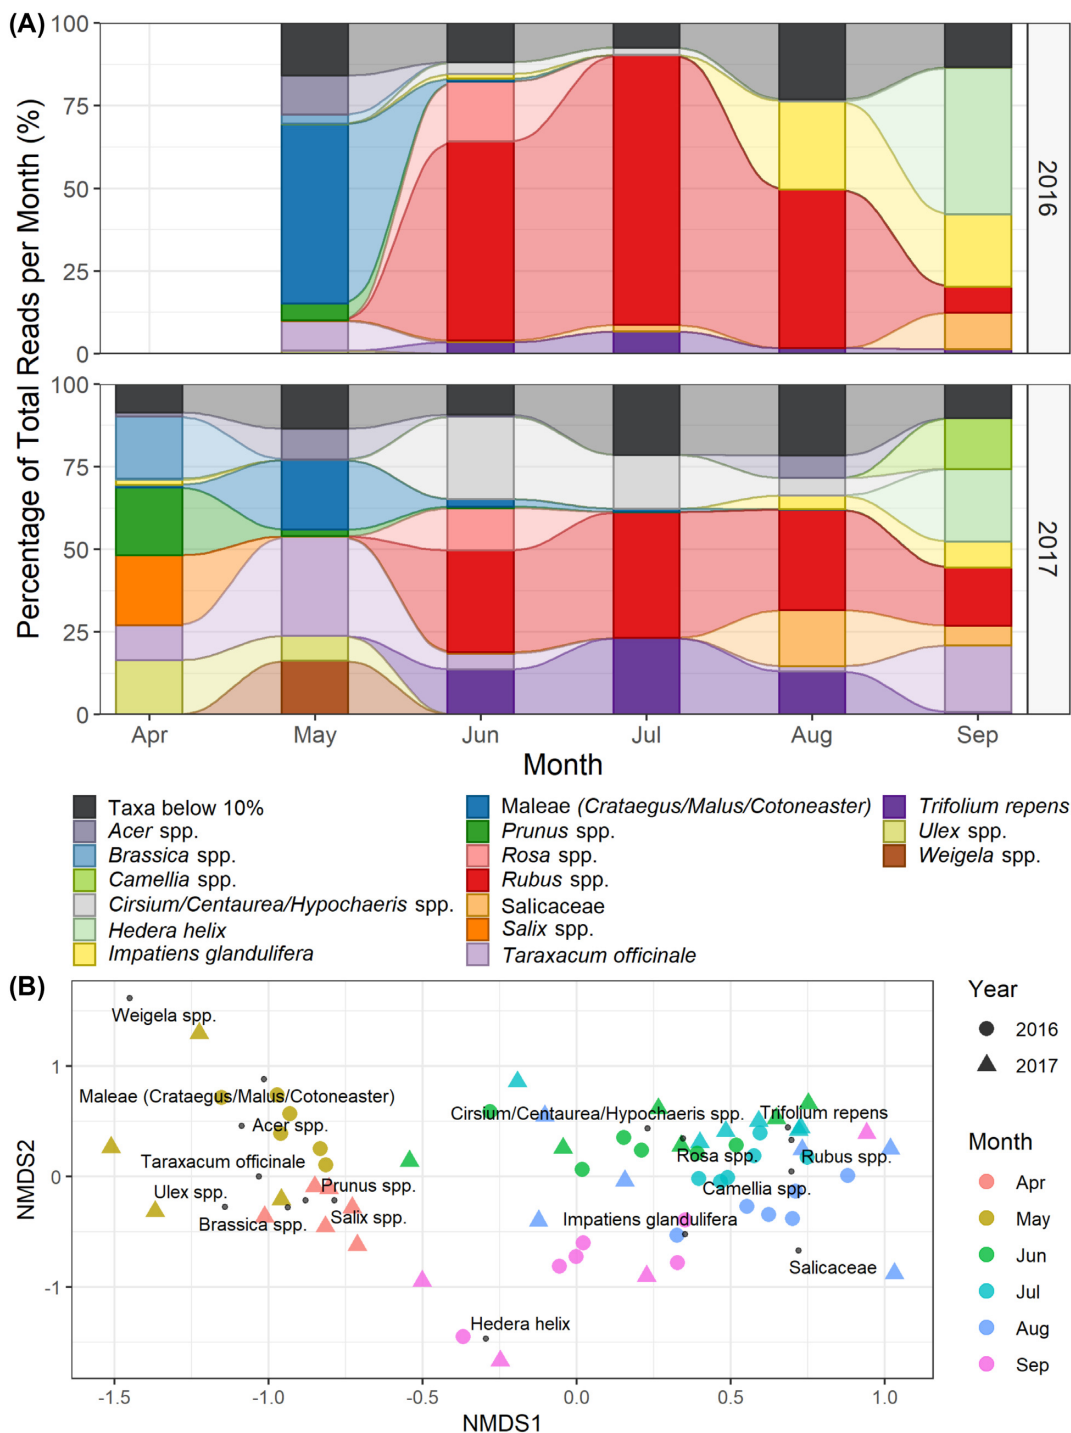 (A)
Percentage of Total Reads per Month (%)
100
75
50
25
0
2016
100
75
50
25
0
2017
Apr May Jun Jul Aug Sep
Month
Taxa below 10%
Acer spp.
Brassica spp.
Camellia spp.
Cirsium/Centaurea/Hypochaeris spp.
Hedera helix
Impatiens glandulifera
Maleae (Crataegus/Malus/Cotoneaster)
Prunus spp.
Rosa spp.
Rubus spp.
Salicaceae
Salix spp.
Taraxacum officinale
Trifolium repens
Ulex spp.
Weigela spp.
(B)
NMDS2
1
0
-1
Weigela spp.
Maleae (Crataegus/Malus/Cotoneaster)
Acer spp.
Taraxacum officinale
Ulex spp.
Prunus spp.
Brassica spp.
Salix spp.
Cirsium/Centaurea/Hypochaeris spp.
Trifolium repens
Rosa spp.
Rubus spp.
Camellia spp.
Impatiens glandulifera
Salicaceae
Hedera helix
-1.5 -1.0 -0.5 0.0 0.5 1.0
NMDS1
Year
2016
2017
Month
Apr
May
Jun
Jul
Aug
Sep